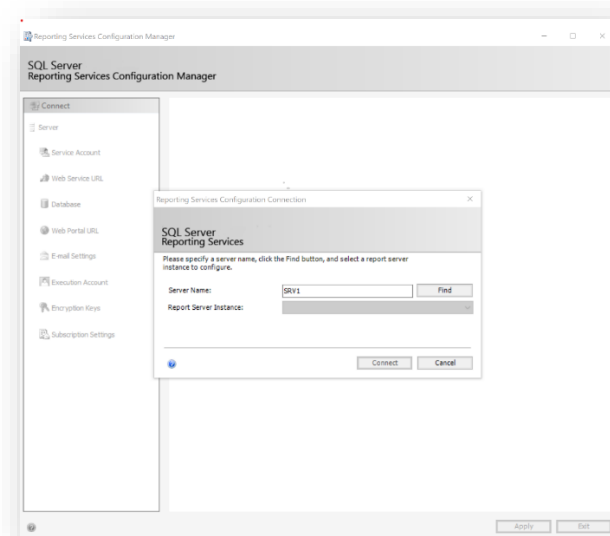 Reporting Services Configuration Manager
SQL Server
Reporting Services Configuration Manager
Connect
Server
Service Account
Web Service URL
Database
Web Portal URL
E-mail Settings
Execution Account
Encryption Keys
Subscription Settings
Reporting Services Configuration Connection
SQL Server
Reporting Services
Please specify a server name, click the Find button, and select a report server
instance to configure.
Server Name:
SRV1
Find
Report Server Instance:
Connect
Cancel
Apply
Exit